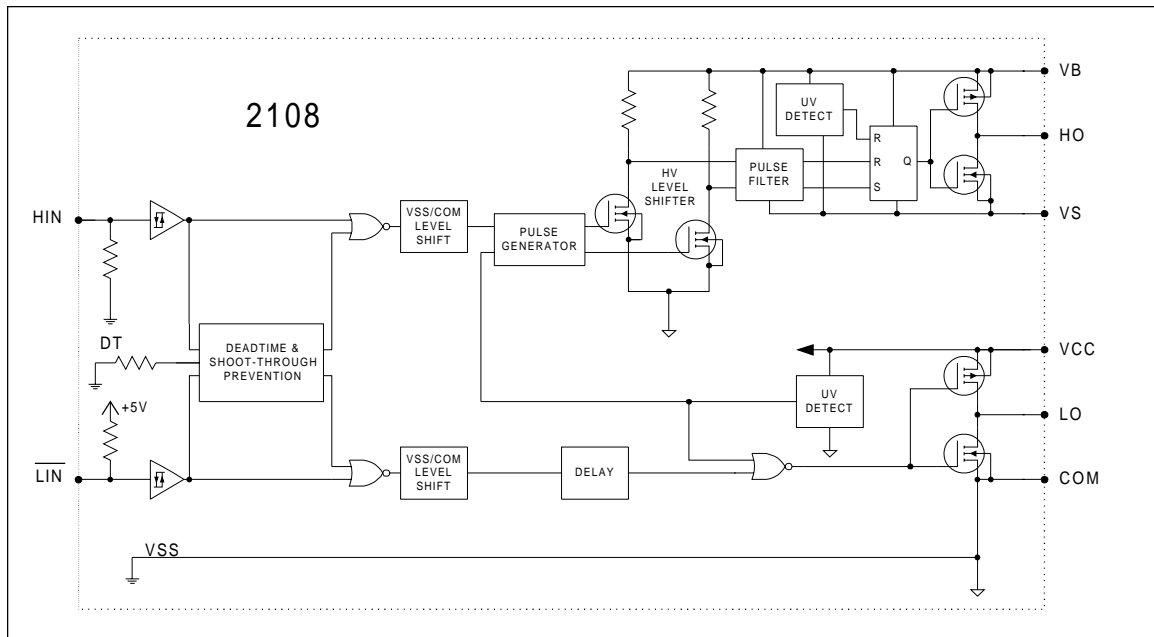 2108
VB
UV
DETECT
R
R
Q
S
HO
PULSE
FILTER
HV
LEVEL
SHIFTER
VS
HIN
VSS/COM
LEVEL
SHIFT
PULSE
GENERATOR
DT
DEADTIME &
SHOOT-THROUGH
PREVENTION
VCC
UV
DETECT
+5V
LO
LIN
VSS/COM
LEVEL
SHIFT
DELAY
COM
VSS